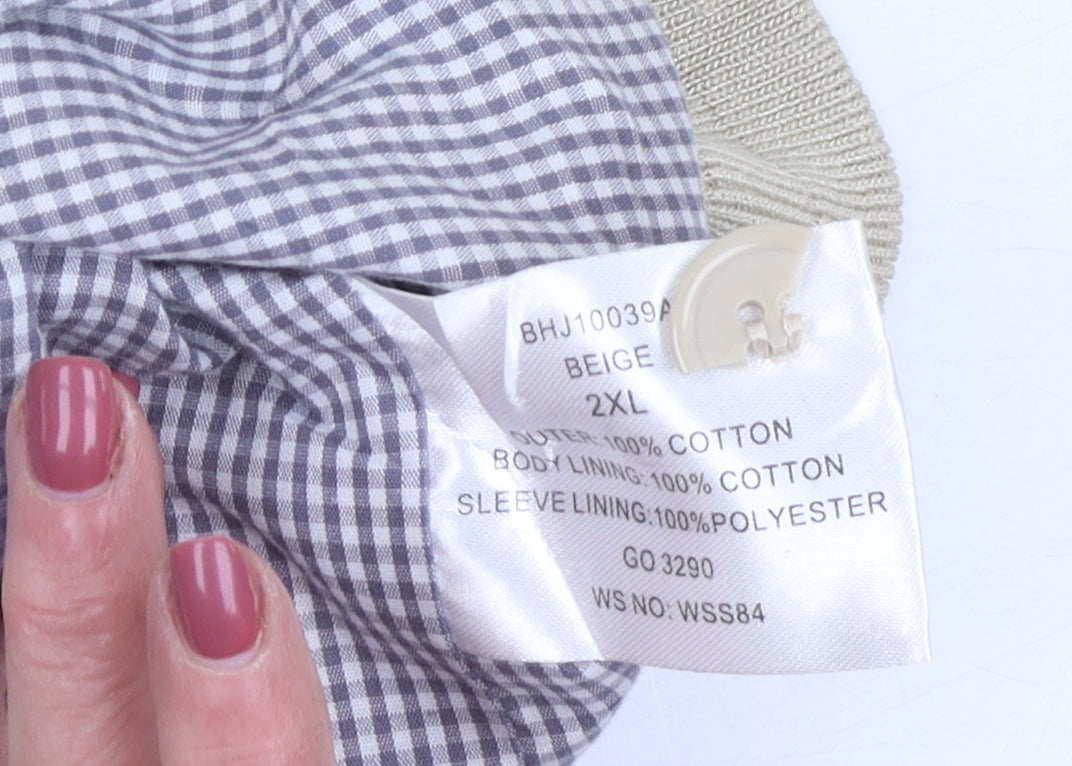 BHJ10039A
BEIGE
2XL
OUTER:100% COTTON
BODY LINING:100% COTTON
SLEEVE LINING:100%POLYESTER
GO 3290
WS NO: WSS84